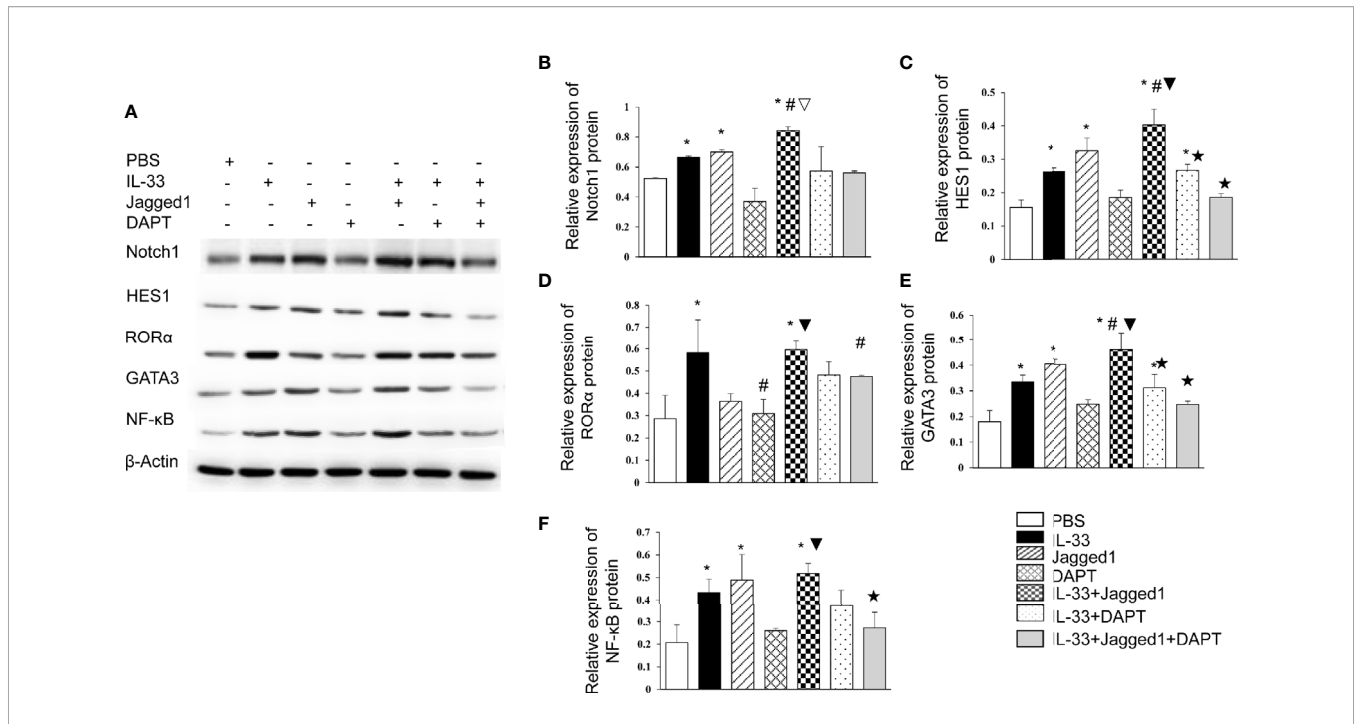 A
PBS + - - - - - -
IL-33 - + - - + + +
Jagged1 - - + - + - +
DAPT - - - + - + +
Notch1
HES1
RORα
GATA3
NF-κB
β-Actin
B
Relative expression of
Notch1 protein
1
0.8
0.6
0.4
0.2
0
*
*
* # ▽
C
Relative expression of
HES1 protein
0.5
0.4
0.3
0.2
0.1
0
*
*
* # ▼
* ★
★
D
Relative expression of
RORα protein
0.8
0.7
0.6
0.5
0.4
0.3
0.2
0.1
0
*
#
* ▼
#
E
Relative expression of
GATA3 protein
0.6
0.5
0.4
0.3
0.2
0.1
0
*
*
* # ▼
* ★
★
F
Relative expression of
NF-κB protein
0.7
0.6
0.5
0.4
0.3
0.2
0.1
0
*
*
* ▼
★
PBS
IL-33
Jagged1
DAPT
IL-33+Jagged1
IL-33+DAPT
IL-33+Jagged1+DAPT